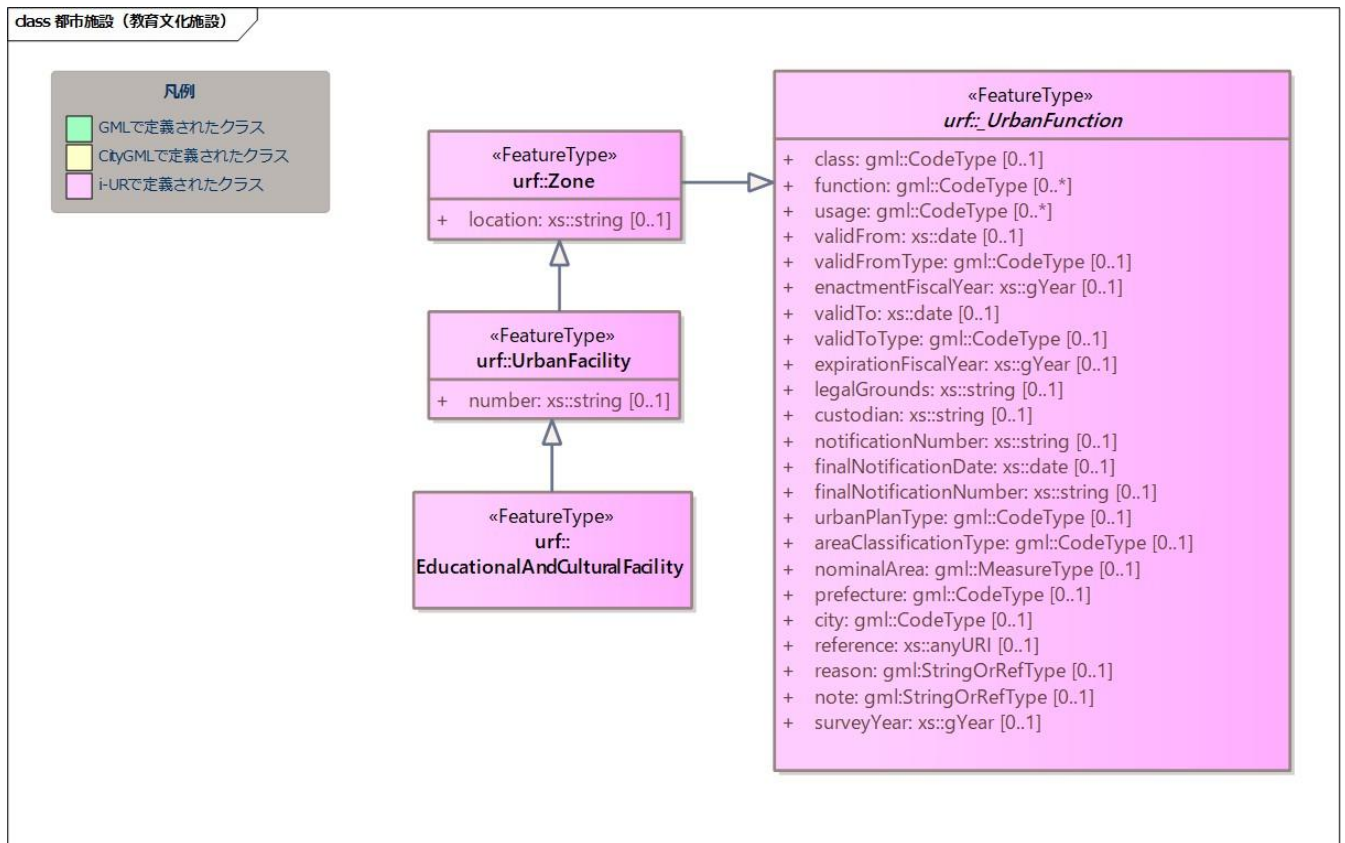 class 都市施設（教育文化施設）
凡例
GMLで定義されたクラス
CityGMLで定義されたクラス
i-URで定義されたクラス
«FeatureType»
urf::Zone
+ location: xs::string [0..1]
«FeatureType»
urf::UrbanFacility
+ number: xs::string [0..1]
«FeatureType»
urf::
EducationalAndCulturalFacility
«FeatureType»
urf::_UrbanFunction
+ class: gml::CodeType [0..1]
+ function: gml::CodeType [0..*]
+ usage: gml::CodeType [0..*]
+ validFrom: xs::date [0..1]
+ validFromType: gml::CodeType [0..1]
+ enactmentFiscalYear: xs::gYear [0..1]
+ validTo: xs::date [0..1]
+ validToType: gml::CodeType [0..1]
+ expirationFiscalYear: xs::gYear [0..1]
+ legalGrounds: xs::string [0..1]
+ custodian: xs::string [0..1]
+ notificationNumber: xs::string [0..1]
+ finalNotificationDate: xs::date [0..1]
+ finalNotificationNumber: xs::string [0..1]
+ urbanPlanType: gml::CodeType [0..1]
+ areaClassificationType: gml::CodeType [0..1]
+ nominalArea: gml::MeasureType [0..1]
+ prefecture: gml::CodeType [0..1]
+ city: gml::CodeType [0..1]
+ reference: xs::anyURI [0..1]
+ reason: gml:StringOrRefType [0..1]
+ note: gml:StringOrRefType [0..1]
+ surveyYear: xs::gYear [0..1]